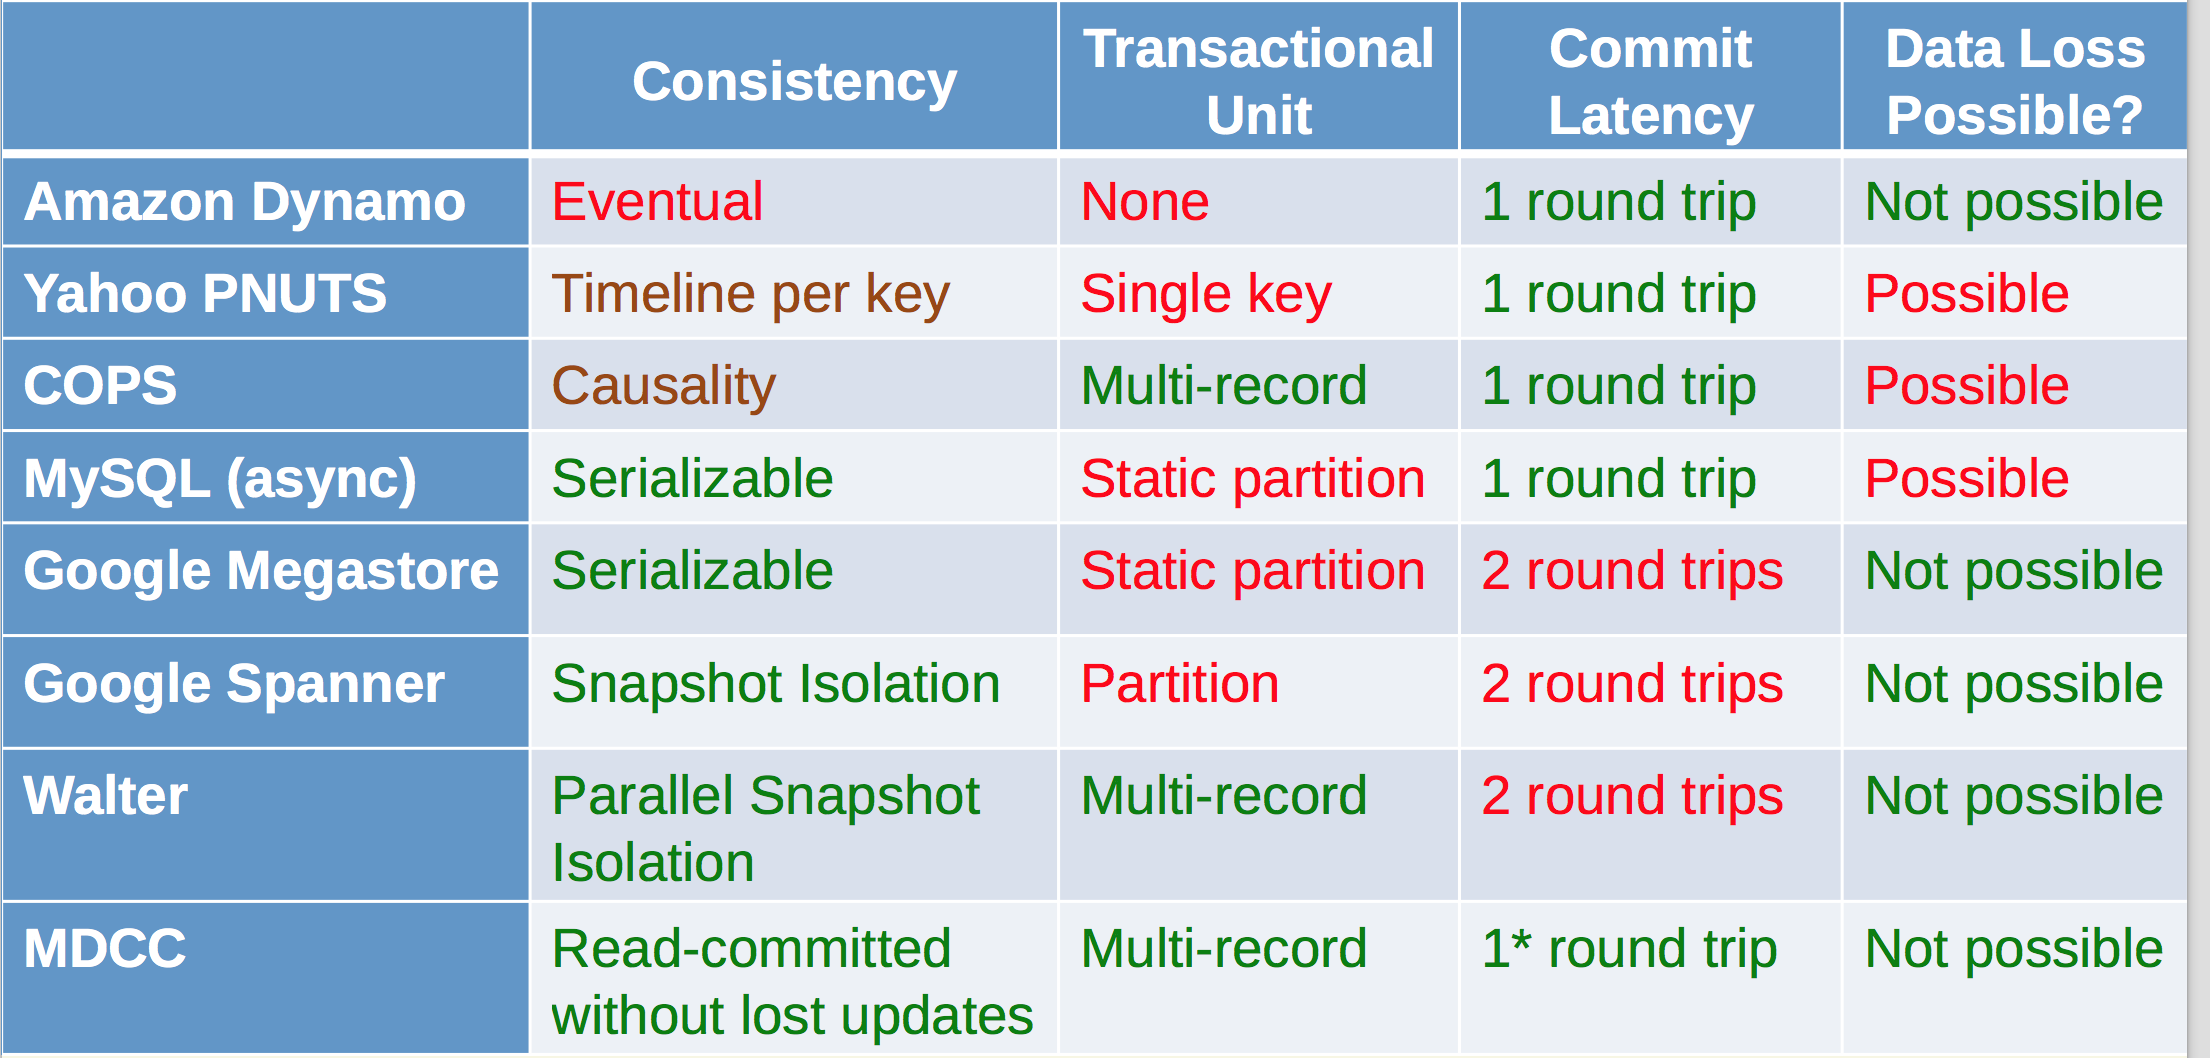 Consistency
Transactional
Unit
Commit
Latency
Data Loss
Possible?
Amazon Dynamo
Eventual
None
1 round trip
Not possible
Yahoo PNUTS
Timeline per key
Single key
1 round trip
Possible
COPS
Causality
Multi-record
1 round trip
Possible
MySQL (async)
Serializable
Static partition
1 round trip
Possible
Google Megastore
Serializable
Static partition
2 round trips
Not possible
Google Spanner
Snapshot Isolation
Partition
2 round trips
Not possible
Walter
Parallel Snapshot
Isolation
Multi-record
2 round trips
Not possible
MDCC
Read-committed
without lost updates
Multi-record
1* round trip
Not possible